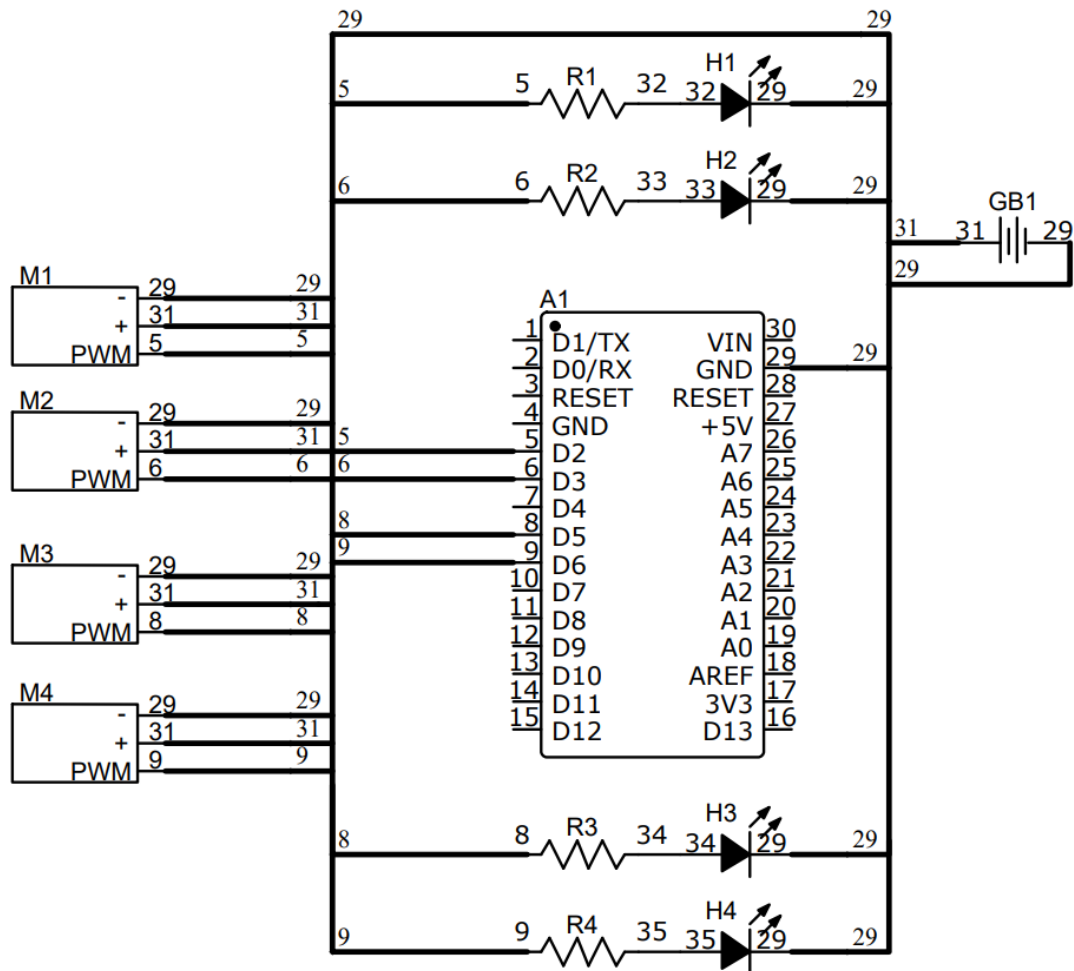 29 29
5 5 R1 32 32 H1 29 29
6 6 R2 33 33 H2 29 29
31 31 GB1 29
29
M1
- 29 29
+ 31 31
PWM 5 5
M2
- 29 29
+ 31 31 5
PWM 6 6 6
8
9
M3
- 29 29
+ 31 31
PWM 8 8
M4
- 29 29
+ 31 31
PWM 9 9
A1
1 D1/TX VIN 30
2 D0/RX GND 29 29
3 RESET RESET 28
4 GND +5V 27
5 D2 A7 26
6 D3 A6 25
7 D4 A5 24
8 D5 A4 23
9 D6 A3 22
10 D7 A2 21
11 D8 A1 20
12 D9 A0 19
13 D10 AREF 18
14 D11 3V3 17
15 D12 D13 16
8 8 R3 34 34 H3 29 29
9 9 R4 35 35 H4 29 29